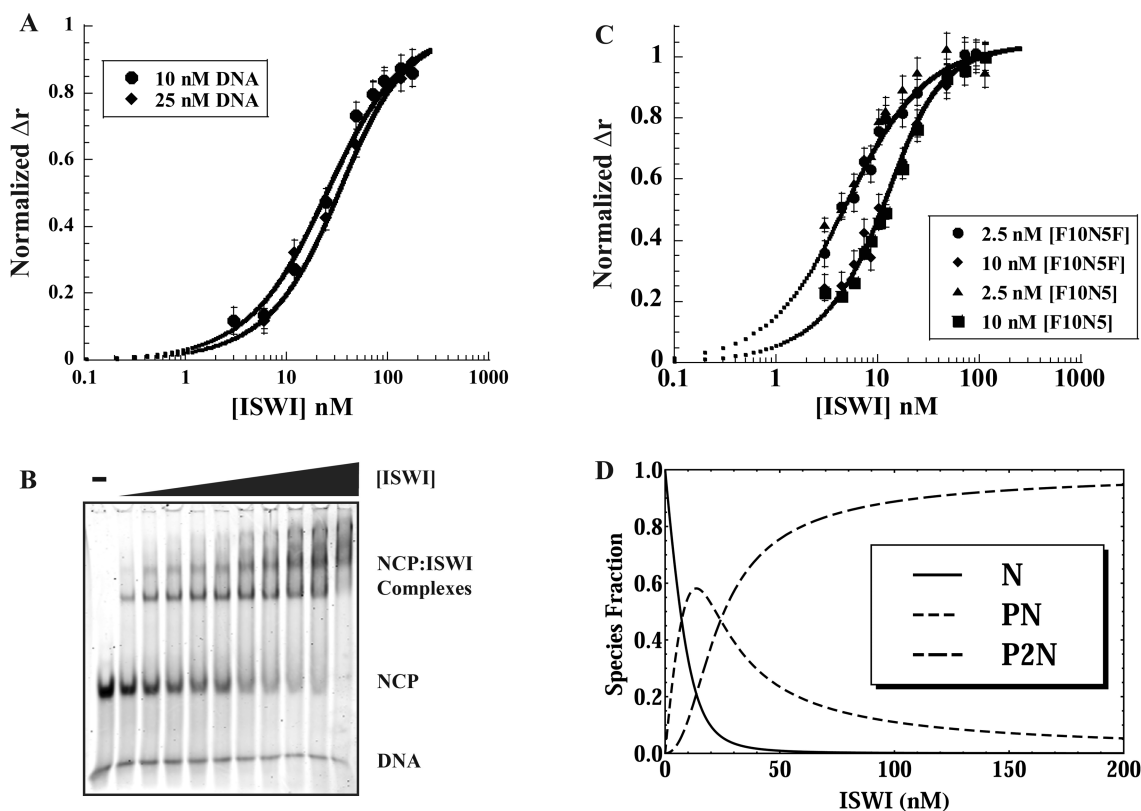 A
Normalized Δr
1
0.8
0.6
0.4
0.2
0
0.1
1
10
100
1000
[ISWI] nM
10 nM DNA
25 nM DNA
C
Normalized Δr
1
0.8
0.6
0.4
0.2
0
0.1
1
10
100
1000
[ISWI] nM
2.5 nM [F10N5F]
10 nM [F10N5F]
2.5 nM [F10N5]
10 nM [F10N5]
B
-
[ISWI]
NCP:ISWI
Complexes
NCP
DNA
D
Species Fraction
1.0
0.8
0.6
0.4
0.2
0.0
0
50
100
150
200
ISWI (nM)
N
PN
P2N